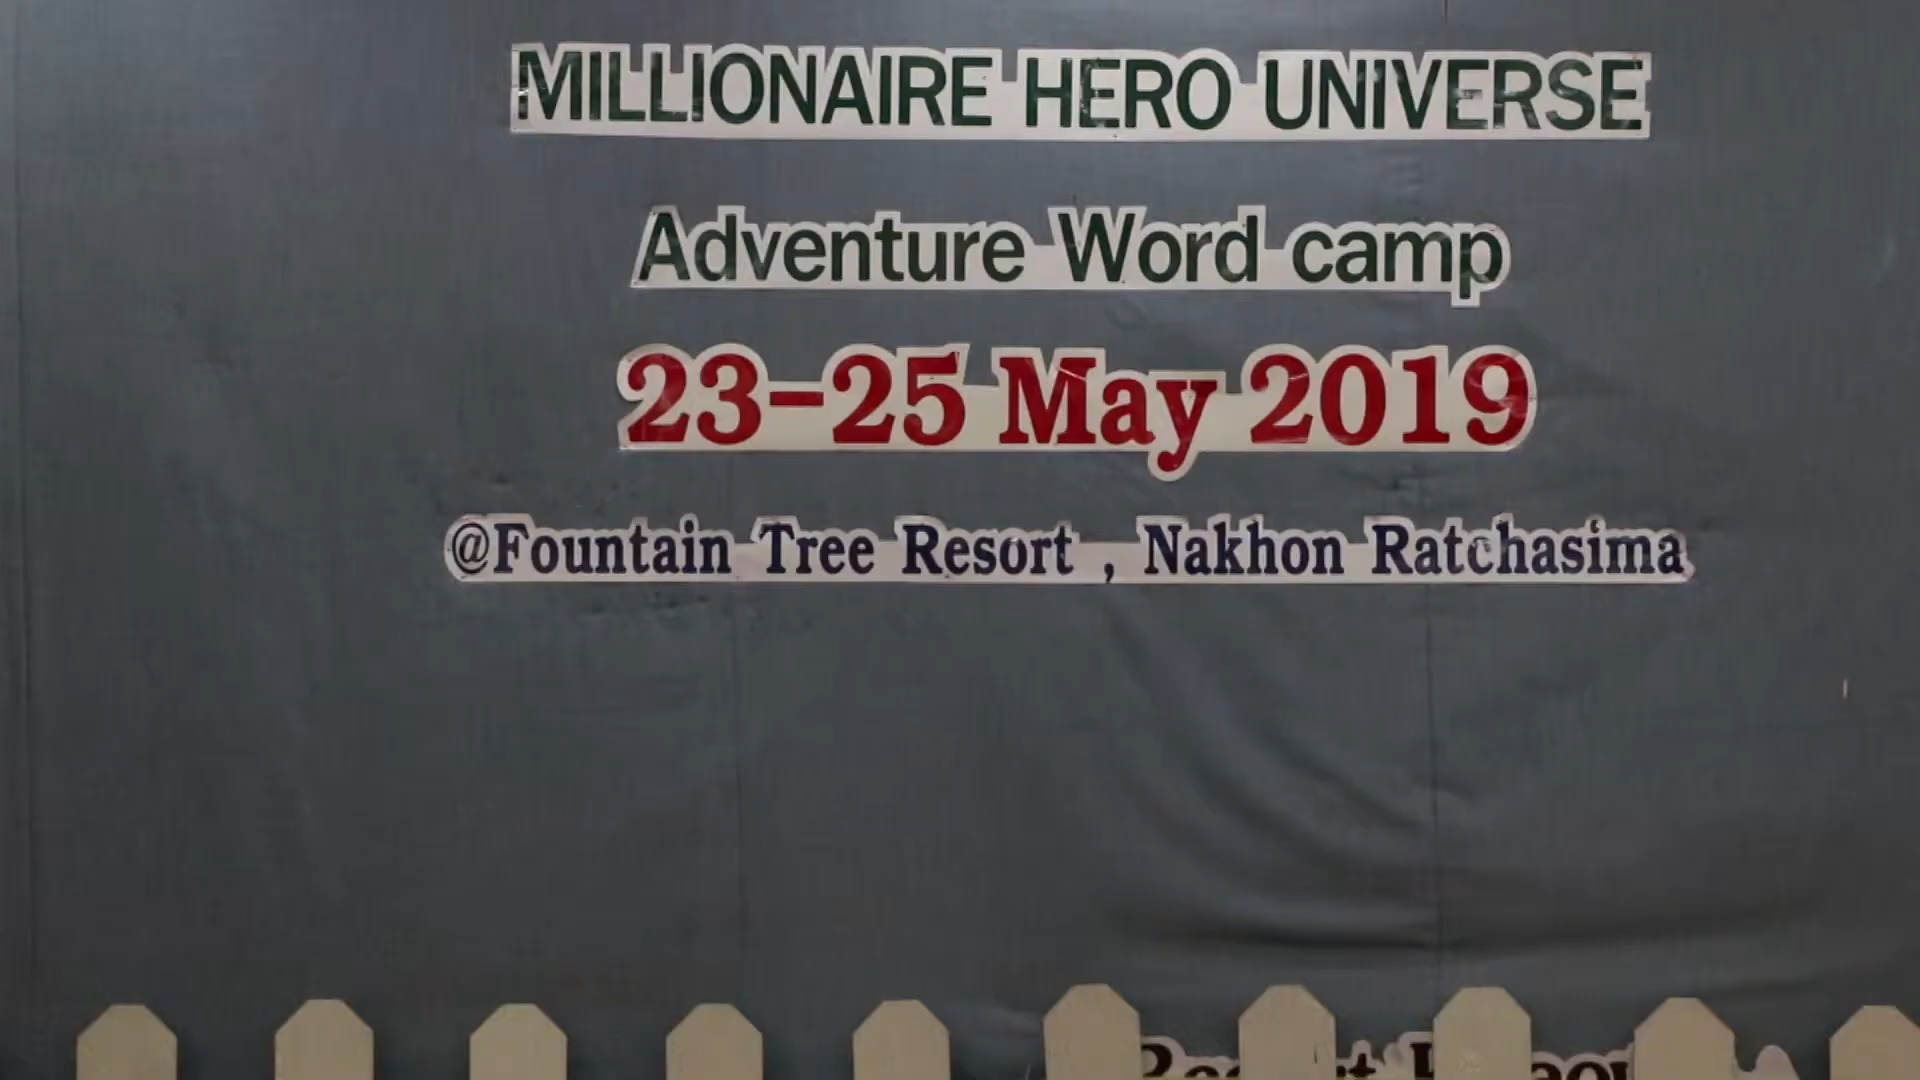 MILLIONAIRE HERO UNIVERSE
Adventure Word camp
23-25 May 2019
@Fountain Tree Resort , Nakhon Ratchasima